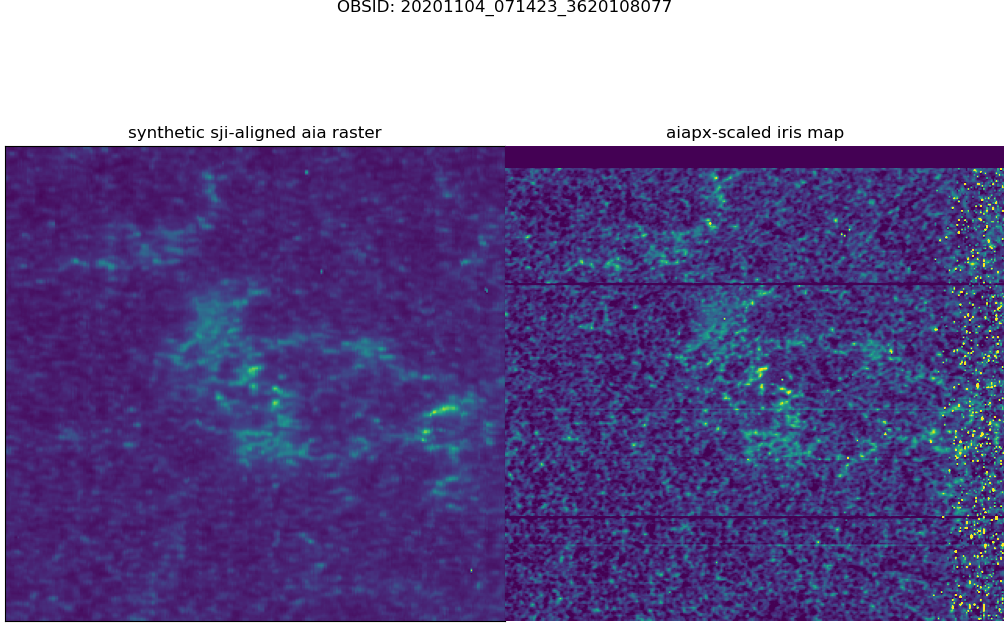 OBSID: 20201104_071423_3620108077
synthetic sji-aligned aia raster
aiapx-scaled iris map